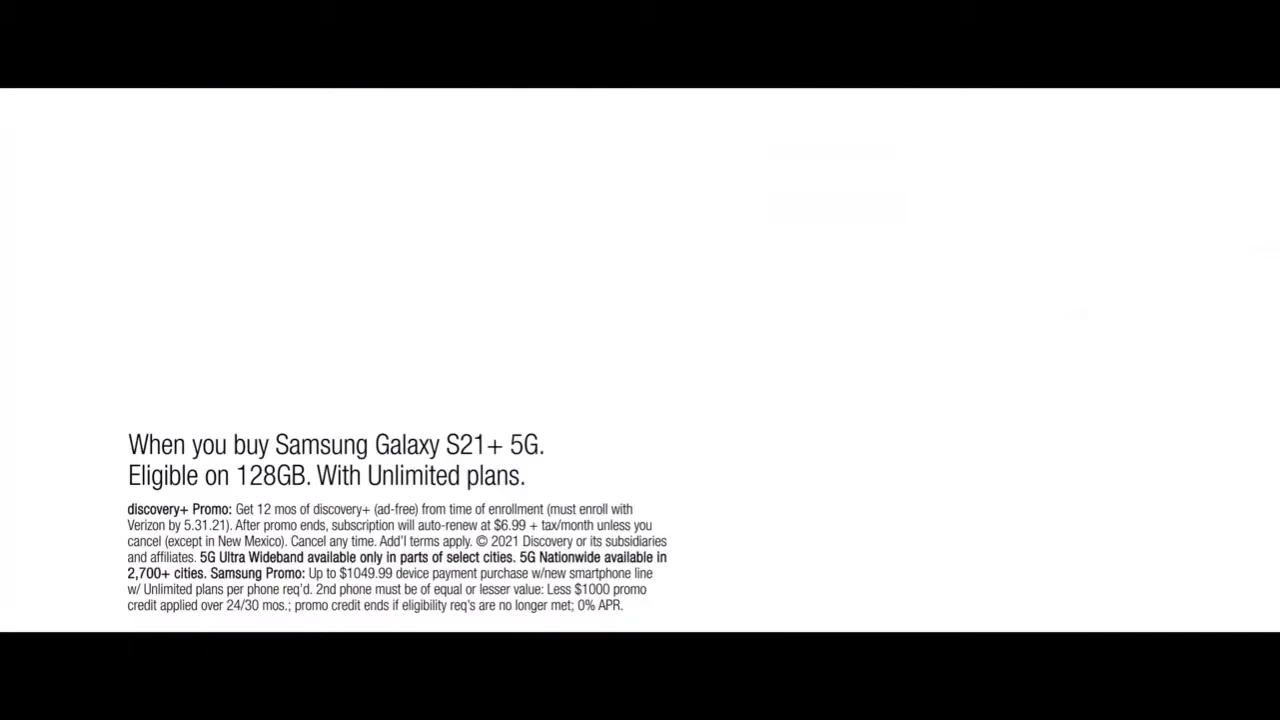 When you buy Samsung Galaxy S21+ 5G.
Eligible on 128GB. With Unlimited plans.
discovery+ Promo: Get 12 mos of discovery+ (ad-free) from time of enrollment (must enroll with
Verizon by 5.31.21). After promo ends, subscription will auto-renew at $6.99 + tax/month unless you
cancel (except in New Mexico). Cancel any time. Add'l terms apply. © 2021 Discovery or its subsidiaries
and affiliates. 5G Ultra Wideband available only in parts of select cities. 5G Nationwide available in
2,700+ cities. Samsung Promo: Up to $1049.99 device payment purchase w/new smartphone line
w/ Unlimited plans per phone req'd. 2nd phone must be of equal or lesser value: Less $1000 promo
credit applied over 24/30 mos.; promo credit ends if eligibility req's are no longer met; 0% APR.